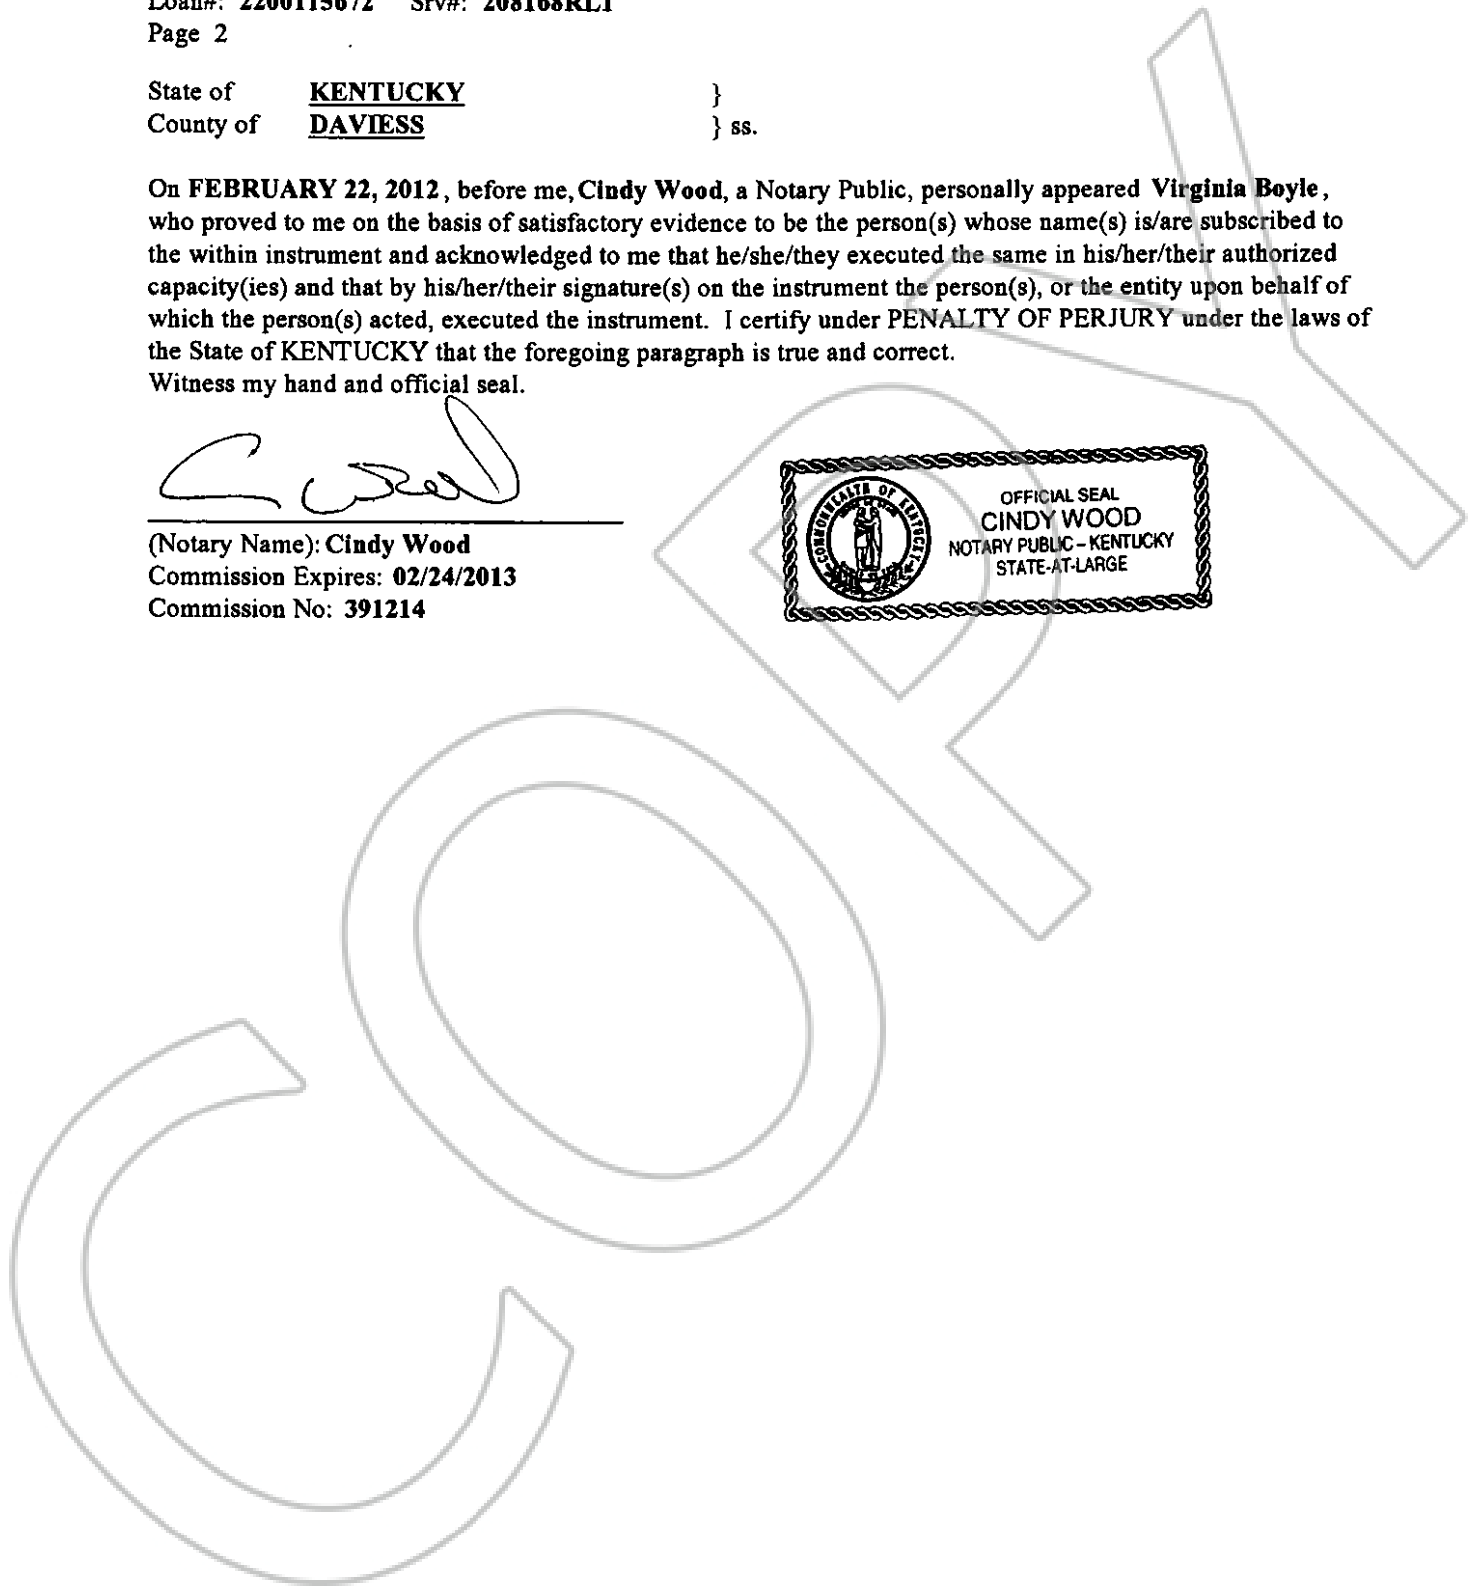 Loan#: 2200115672 Srv#: 208168RL1
Page 2
State of KENTUCKY }
County of DAVIESS } ss.
On FEBRUARY 22, 2012, before me, Cindy Wood, a Notary Public, personally appeared Virginia Boyle,
who proved to me on the basis of satisfactory evidence to be the person(s) whose name(s) is/are subscribed to
the within instrument and acknowledged to me that he/she/they executed the same in his/her/their authorized
capacity(ies) and that by his/her/their signature(s) on the instrument the person(s), or the entity upon behalf of
which the person(s) acted, executed the instrument. I certify under PENALTY OF PERJURY under the laws of
the State of KENTUCKY that the foregoing paragraph is true and correct.
Witness my hand and official seal.
(Notary Name): Cindy Wood
Commission Expires: 02/24/2013
Commission No: 391214
COMMONWEALTH OF KENTUCKY
OFFICIAL SEAL
CINDY WOOD
NOTARY PUBLIC – KENTUCKY
STATE-AT-LARGE
COPY